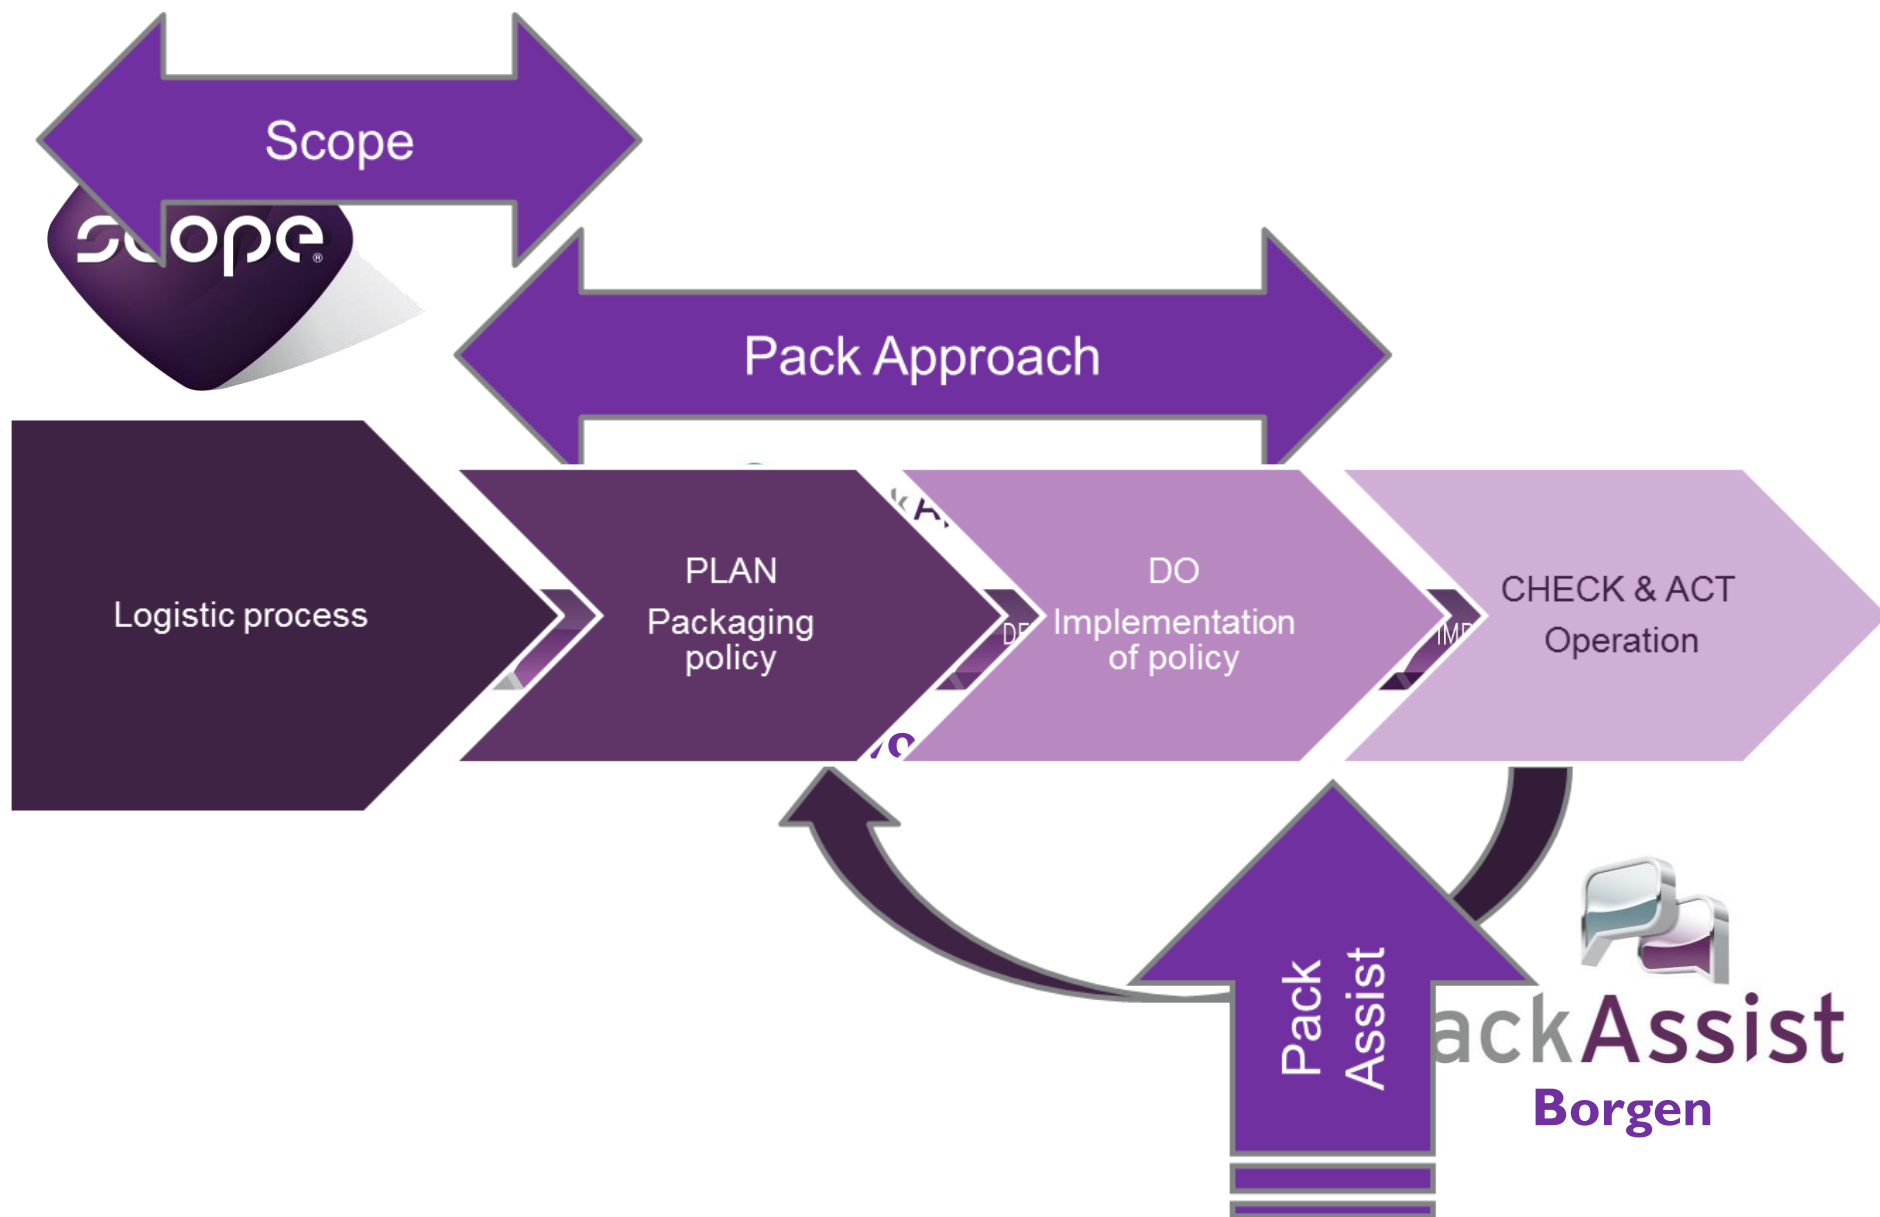 Scope
scope®
Pack Approach
Logistic process
PLAN
Packaging
policy
DO
Implementation
of policy
CHECK & ACT
Operation
Pack
Assist
ackAssist
Borgen